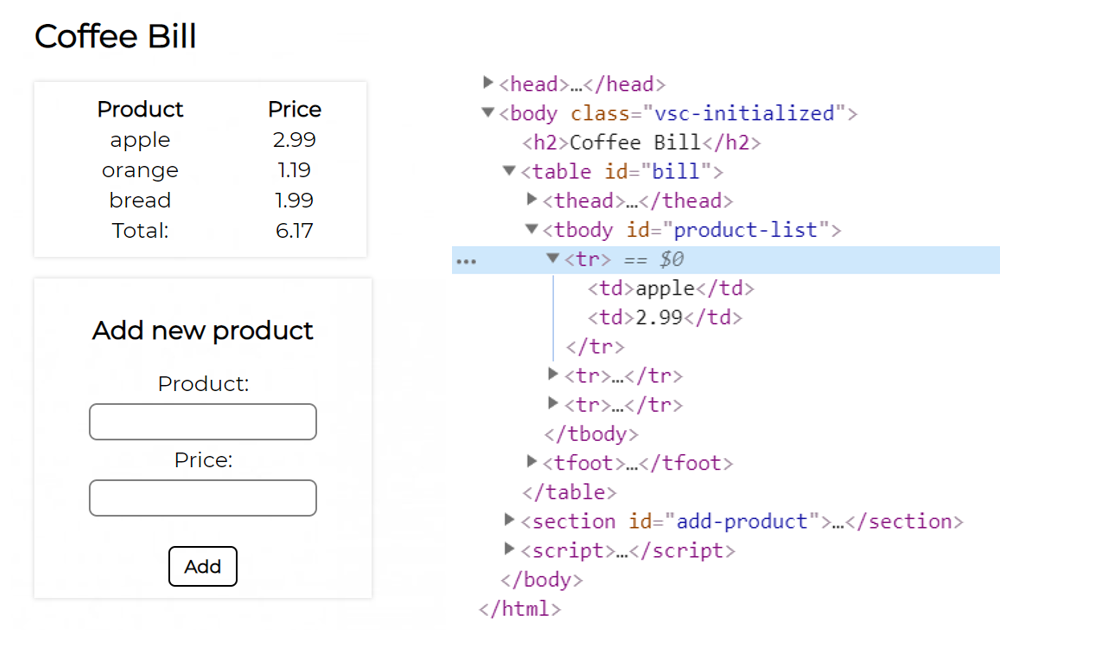 Coffee Bill
Product Price
apple 2.99
orange 1.19
bread 1.99
Total: 6.17
Add new product
Product:
Price:
Add
<head>…</head>
<body class="vsc-initialized">
<h2>Coffee Bill</h2>
<table id="bill">
<thead>…</thead>
<tbody id="product-list">
… <tr> == $0
<td>apple</td>
<td>2.99</td>
</tr>
<tr>…</tr>
<tr>…</tr>
</tbody>
<tfoot>…</tfoot>
</table>
<section id="add-product">…</section>
<script>…</script>
</body>
</html>